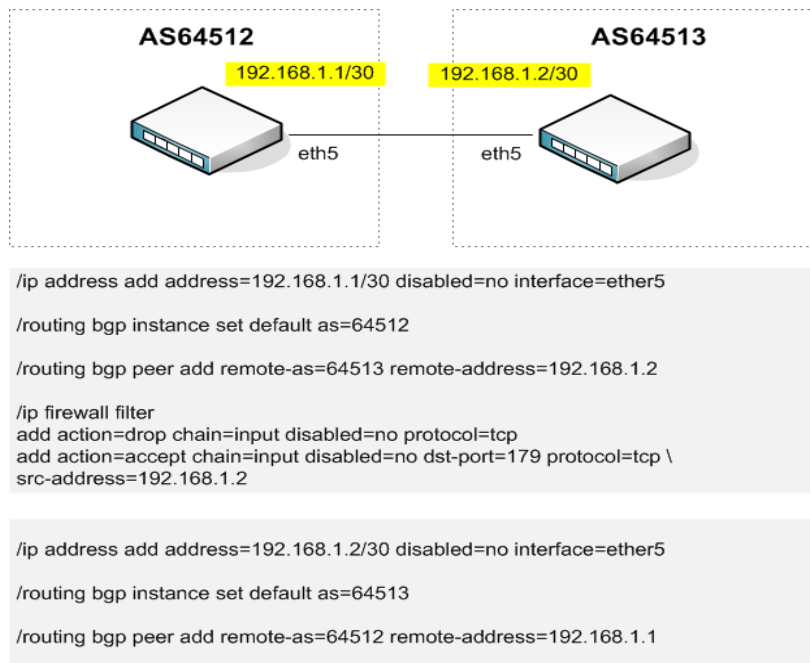 AS64512
AS64513
192.168.1.1/30
192.168.1.2/30
eth5
eth5
/ip address add address=192.168.1.1/30 disabled=no interface=ether5
/routing bgp instance set default as=64512
/routing bgp peer add remote-as=64513 remote-address=192.168.1.2
/ip firewall filter
add action=drop chain=input disabled=no protocol=tcp
add action=accept chain=input disabled=no dst-port=179 protocol=tcp \
src-address=192.168.1.2
/ip address add address=192.168.1.2/30 disabled=no interface=ether5
/routing bgp instance set default as=64513
/routing bgp peer add remote-as=64512 remote-address=192.168.1.1